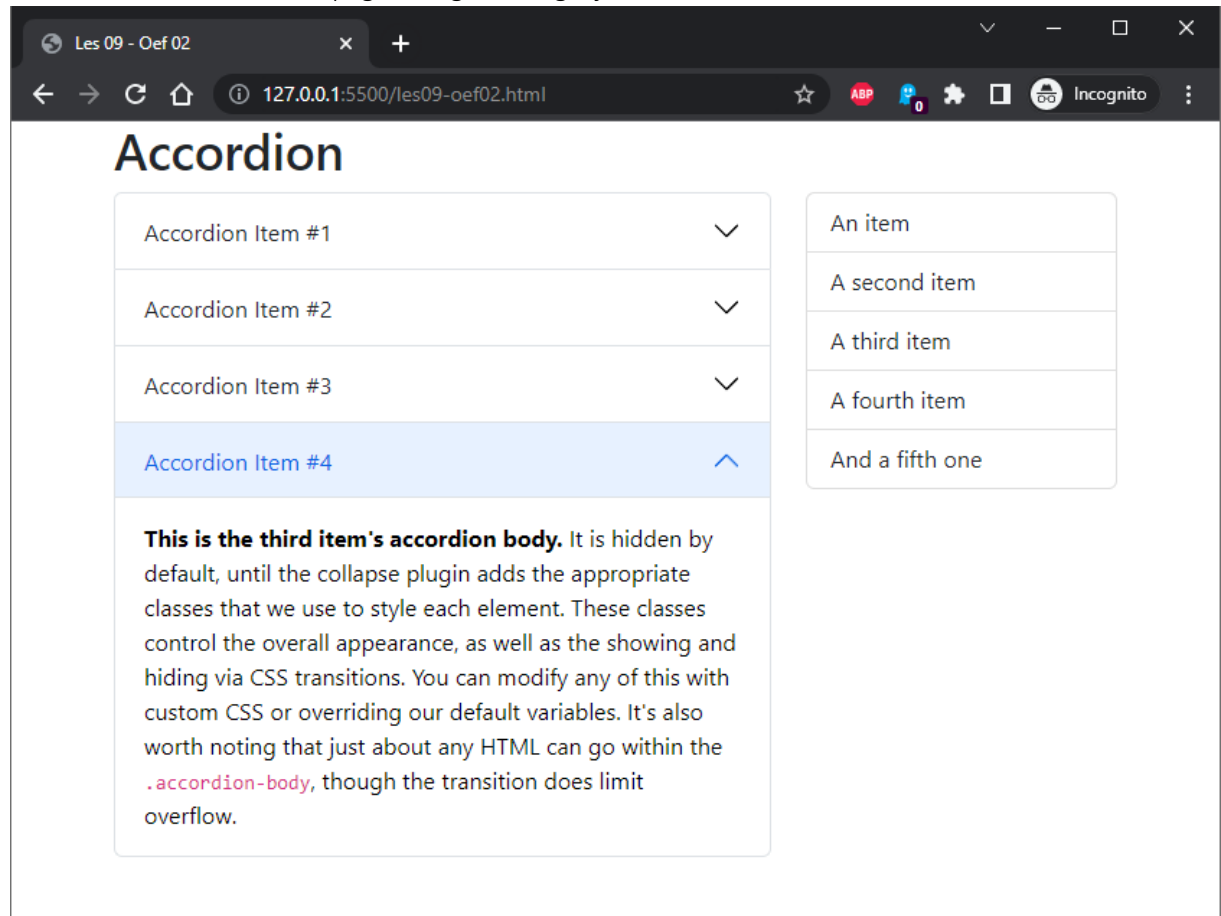 Les 09 - Oef 02
127.0.0.1:5500/les09-oef02.html
ABP
0
Incognito
Accordion
Accordion Item #1
Accordion Item #2
Accordion Item #3
Accordion Item #4
This is the third item's accordion body. It is hidden by
default, until the collapse plugin adds the appropriate
classes that we use to style each element. These classes
control the overall appearance, as well as the showing and
hiding via CSS transitions. You can modify any of this with
custom CSS or overriding our default variables. It's also
worth noting that just about any HTML can go within the
.accordion-body, though the transition does limit
overflow.
An item
A second item
A third item
A fourth item
And a fifth one